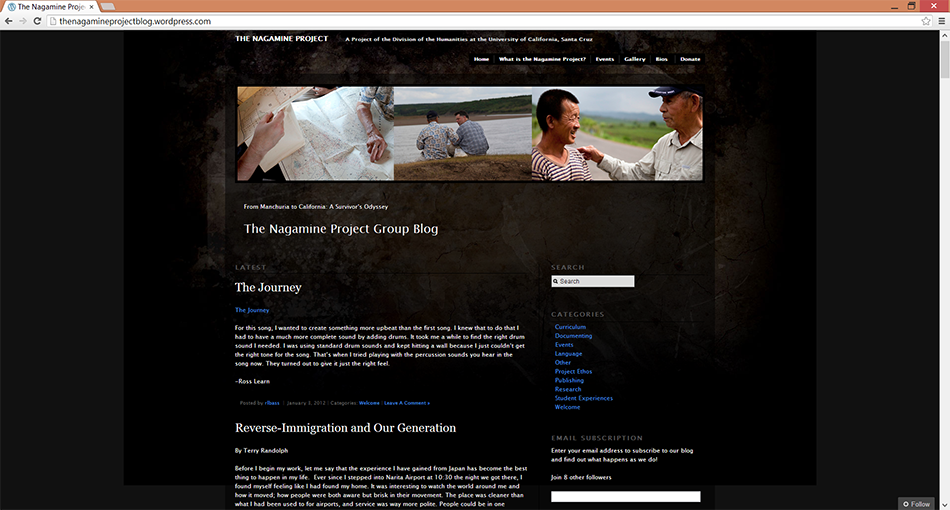 The Nagamine Proje
thenagamineprojectblog.wordpress.com
THE NAGAMINE PROJECT A Project of the Division of the Humanities at the University of California, Santa Cruz
Home What is the Nagamine Project? Events Gallery Bios Donate
From Manchuria to California: A Survivor's Odyssey
The Nagamine Project Group Blog
LATEST
The Journey
The Journey
For this song, I wanted to create something more upbeat than the first song. I knew that to do that I
had to have a much more complete sound by adding drums. It took me a while to find the right drum
sound I needed. I was using standard drum sounds and kept hitting a wall because I just couldn't get
the right tone for the song. That's when I tried playing with the percussion sounds you hear in the
song now. They turned out to give it just the right feel.
~Ross Learn
Posted by rlbass | January 3, 2012 | Categories: Welcome | Leave A Comment »
Reverse-Immigration and Our Generation
By Terry Randolph
Before I begin my work, let me say that the experience I have gained from Japan has become the best
thing to happen in my life. Ever since I stepped into Narita Airport at 10:30 the night we got there, I
found myself feeling like I had found my home. It was interesting to watch the world around me and
how it moved; how people were both aware but brisk in their movement. The place was cleaner than
what I had been used to for airports, and service was way more polite. People could be in one
SEARCH
Search
CATEGORIES
Curriculum
Documenting
Events
Language
Other
Project Ethos
Publishing
Research
Student Experiences
Welcome
EMAIL SUBSCRIPTION
Enter your email address to subscribe to our blog
and find out what happens as we do!
Join 8 other followers
Follow